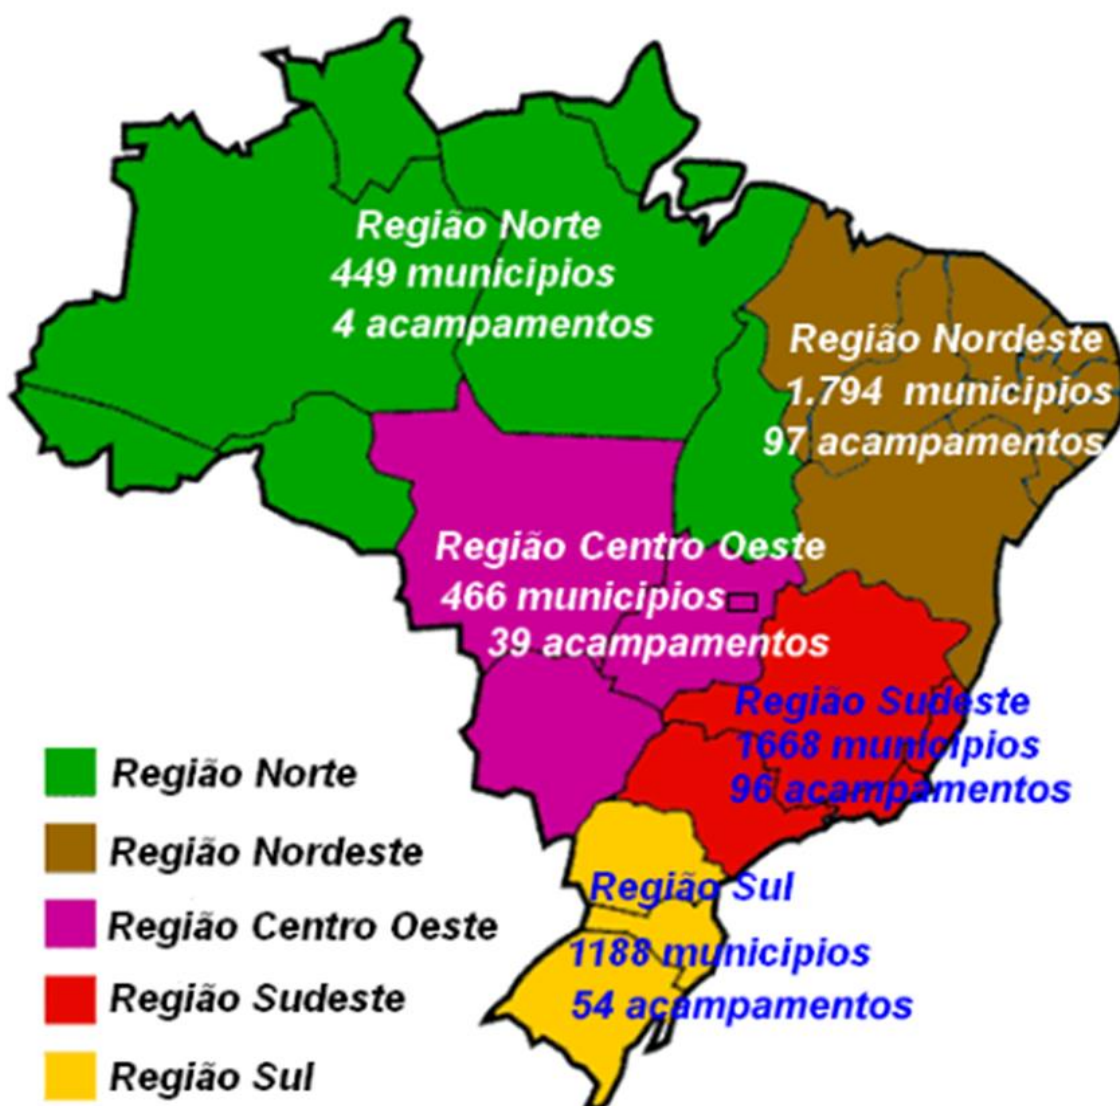 Região Norte
449 municipios
4 acampamentos
Região Nordeste
1.794 municipios
97 acampamentos
Região Centro Oeste
466 municipios
39 acampamentos
Região Sudeste
1668 municípios
96 acampamentos
Região Sul
1188 municipios
54 acampamentos
Região Norte
Região Nordeste
Região Centro Oeste
Região Sudeste
Região Sul